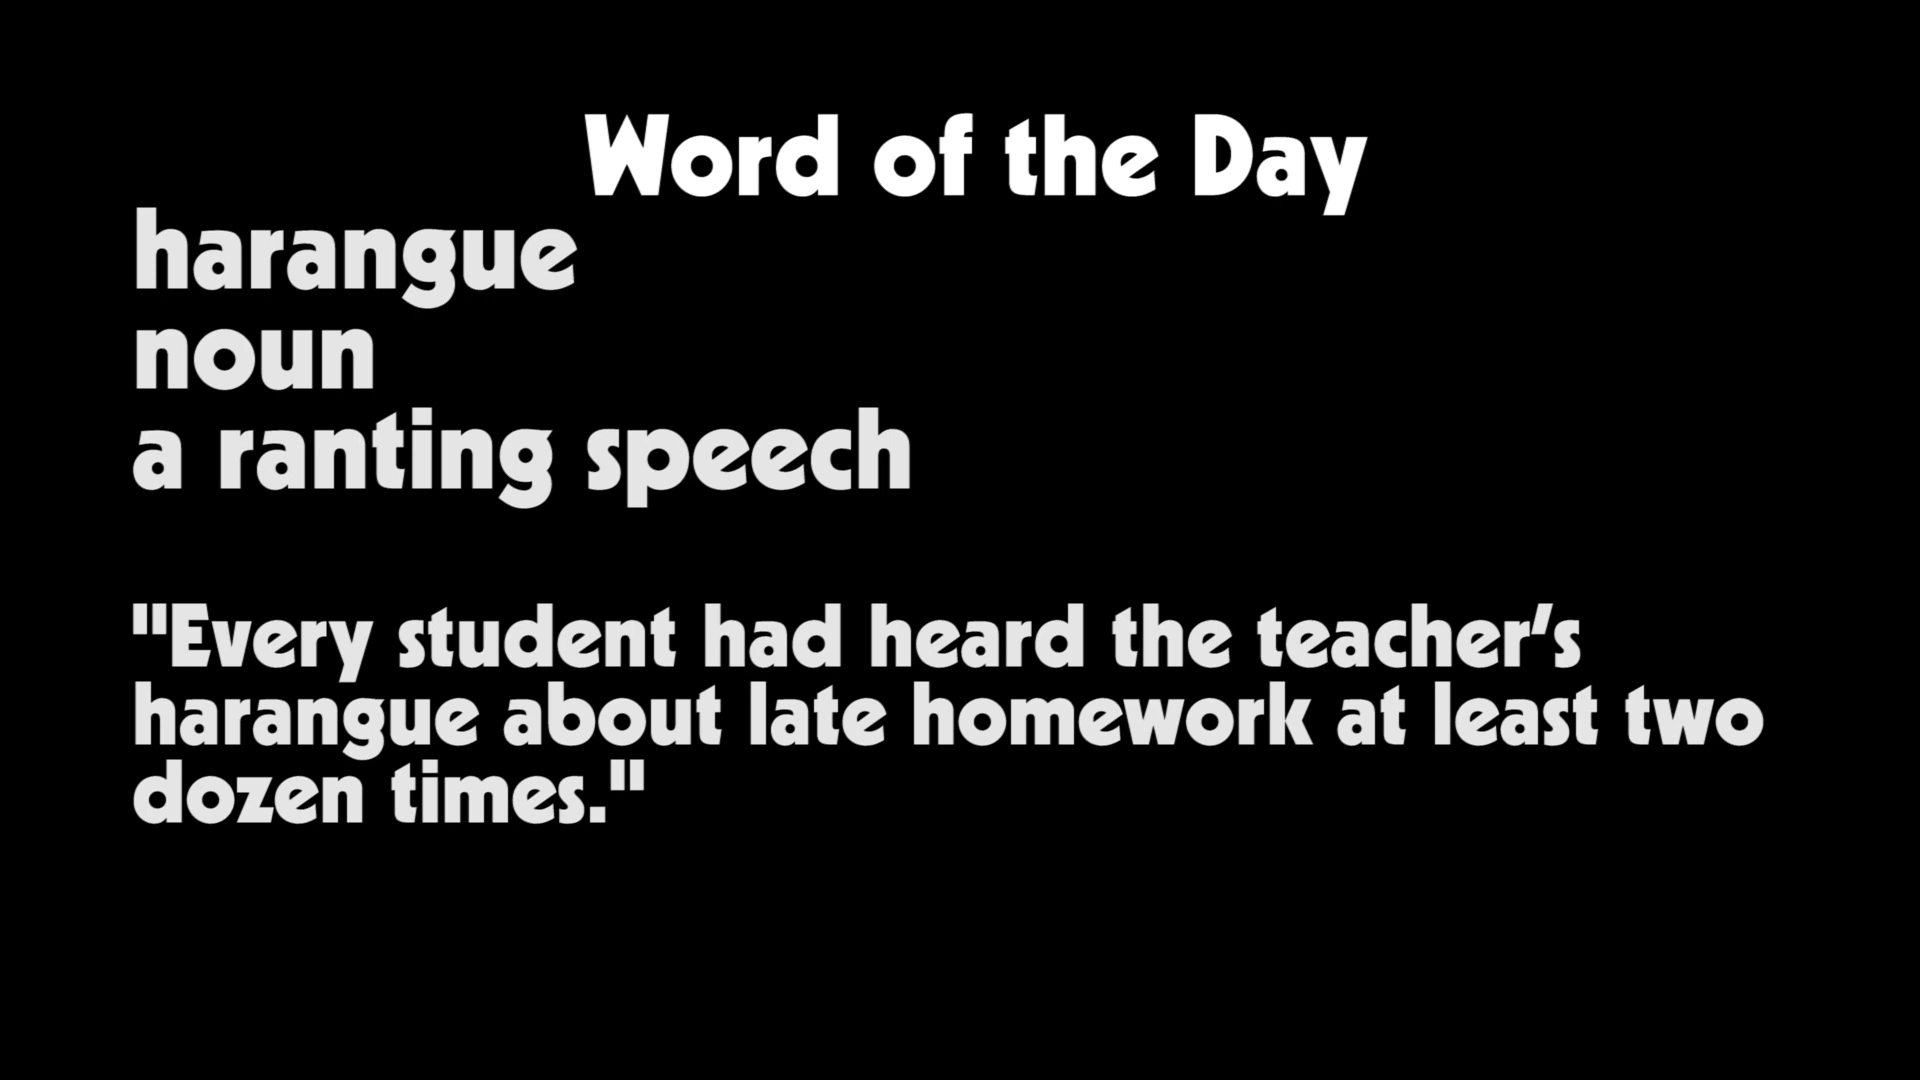 Word of the Day
harangue
noun
a ranting speech
"Every student had heard the teacher's
harangue about late homework at least two
dozen times."